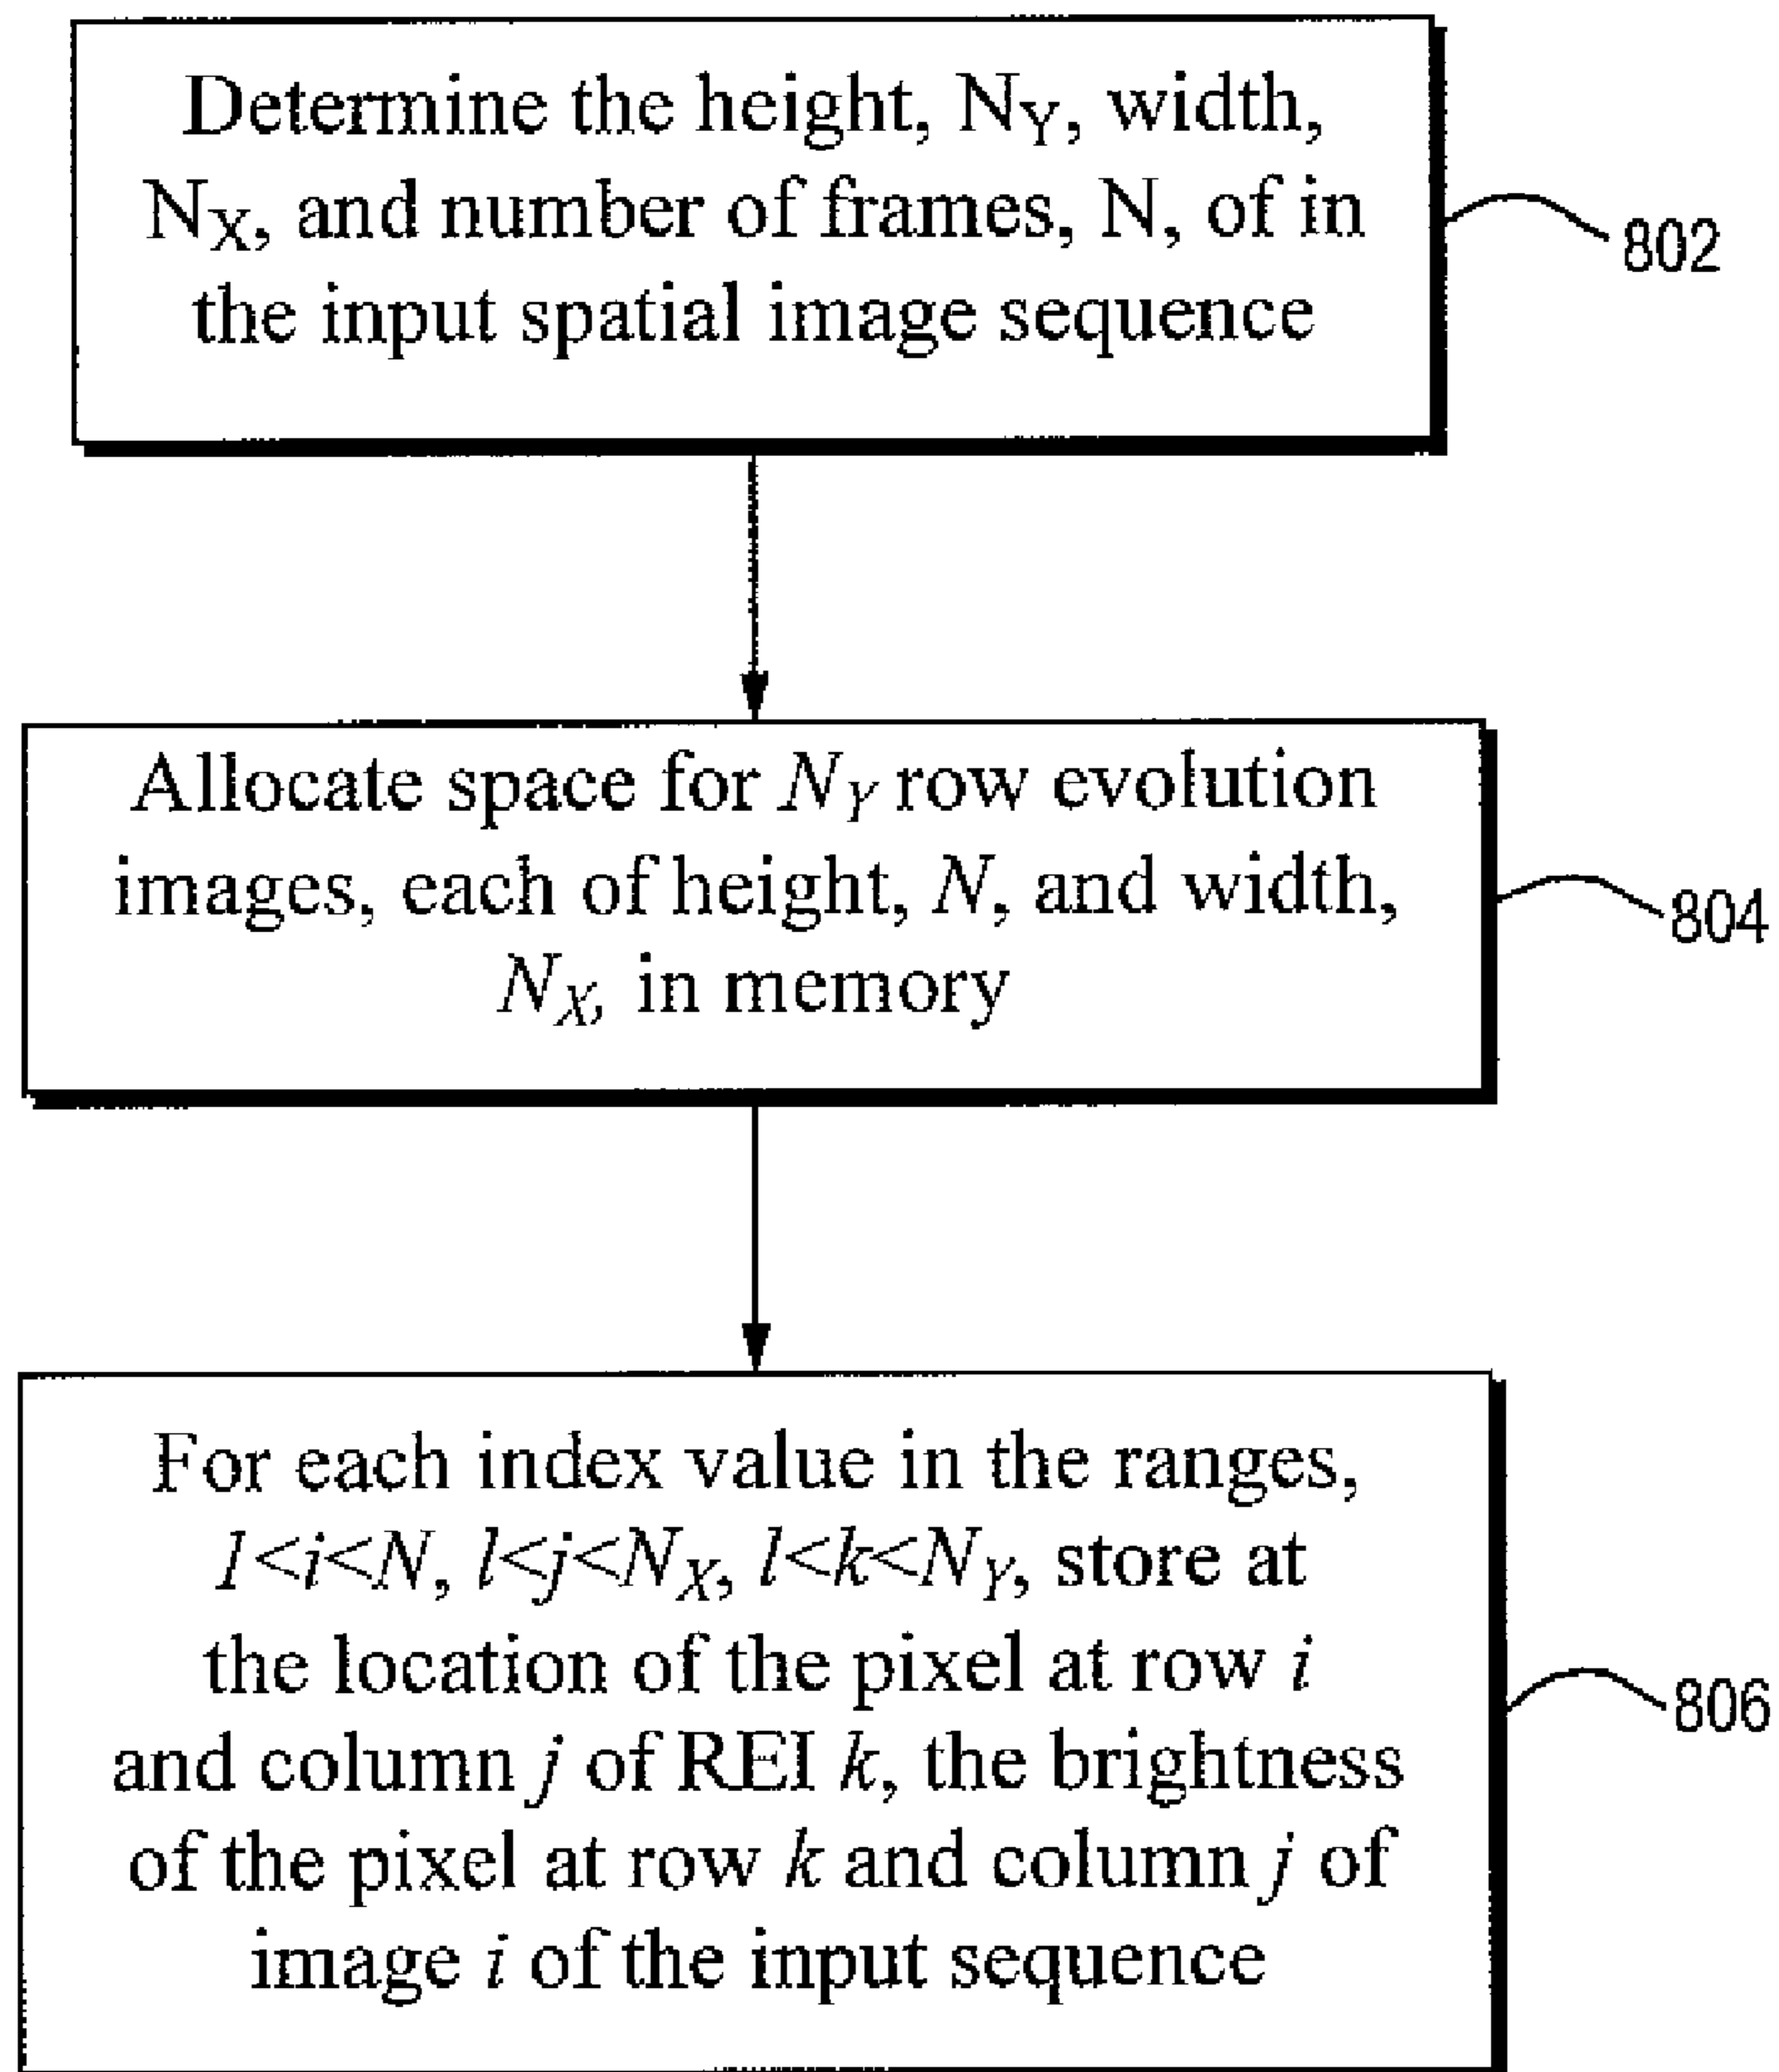 Determine the height, NY, width,
NX, and number of frames, N, of in
the input spatial image sequence
802
Allocate space for NY row evolution
images, each of height, N, and width,
NX, in memory
804
For each index value in the ranges,
1<i<N, l<j<NX, l<k<NY, store at
the location of the pixel at row i
and column j of REI k, the brightness
of the pixel at row k and column j of
image i of the input sequence
806